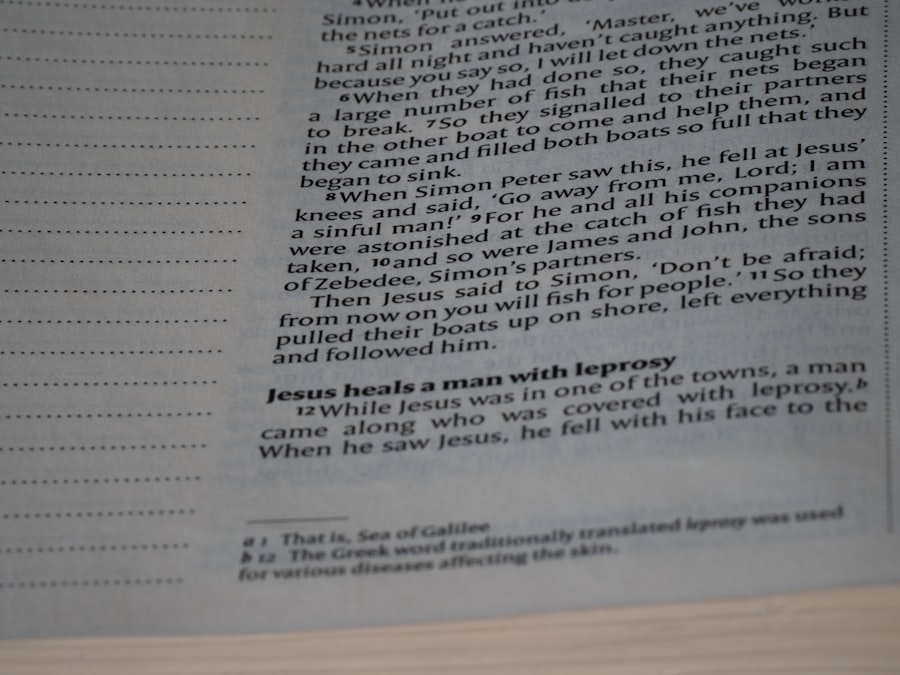 4When he
Simon, 'Put out into
the nets for a catch.'
5Simon answered, 'Master, we've
hard all night and haven't caught anything. But
because you say so, I will let down the nets.'
6When they had done so, they caught such
a large number of fish that their nets began
to break. 7So they signalled to their partners
in the other boat to come and help them, and
they came and filled both boats so full that they
began to sink.
8When Simon Peter saw this, he fell at Jesus'
knees and said, 'Go away from me, Lord; I am
a sinful man!' 9For he and all his companions
were astonished at the catch of fish they had
taken, 10and so were James and John, the sons
of Zebedee, Simon's partners.
Then Jesus said to Simon, 'Don't be afraid;
from now on you will fish for people.' 11So they
pulled their boats up on shore, left everything
and followed him.
Jesus heals a man with leprosy
12While Jesus was in one of the towns, a man
came along who was covered with leprosy.b
When he saw Jesus, he fell with his face to the
a 1 That is, Sea of Galilee
b 12 The Greek word traditionally translated leprosy was used
for various diseases affecting the skin.